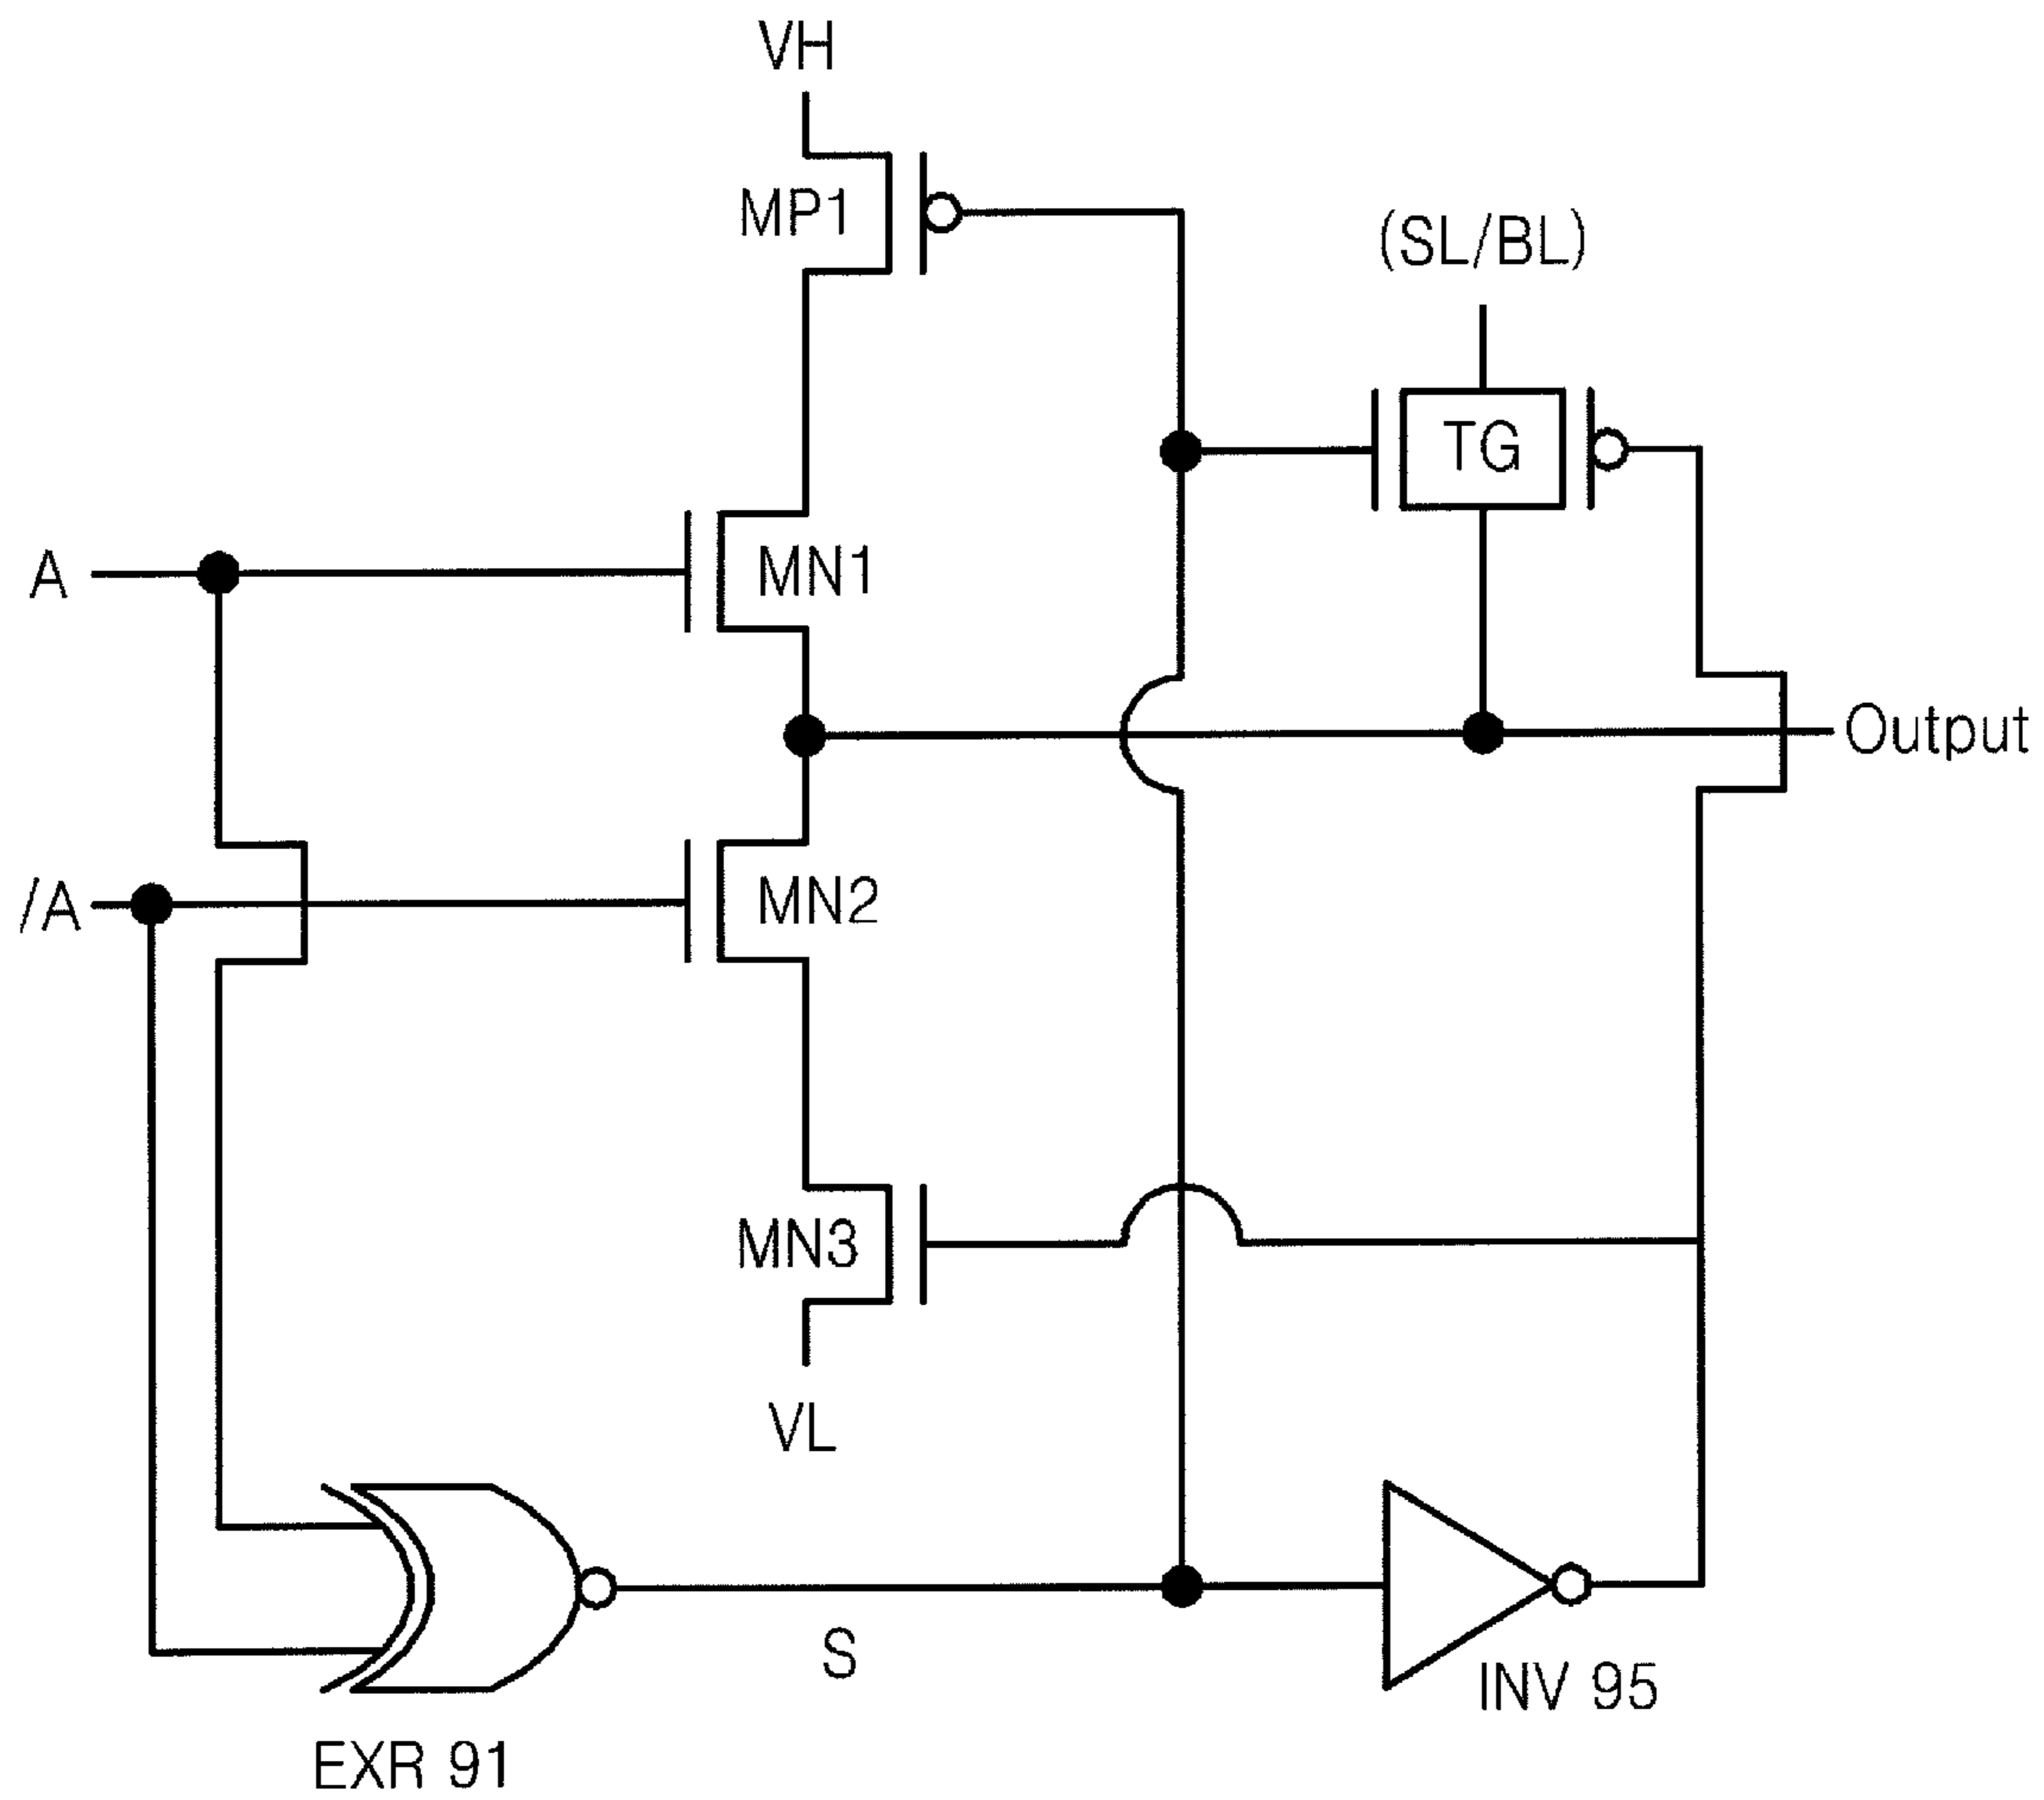 VH
MP1
(SL/BL)
TG
A
MN1
Output
/A
MN2
MN3
VL
S
INV 95
EXR 91